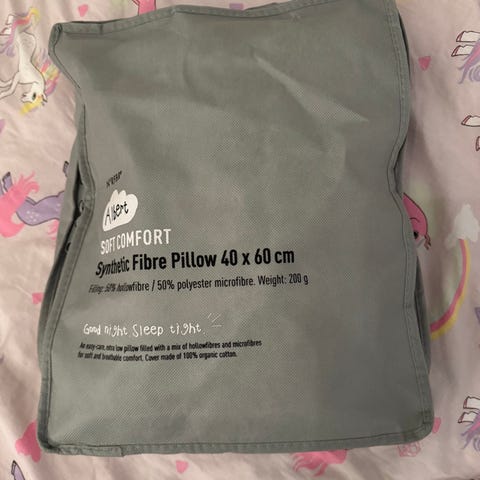 Albert
SOFT COMFORT
Synthetic Fibre Pillow 40 x 60 cm
Filling: 50% hollowfibre / 50% polyester microfibre. Weight: 200 g
Good night Sleep tight
An easy-care, extra low pillow filled with a mix of hollowfibres and microfibres
for soft and breathable comfort. Cover made of 100% organic cotton.